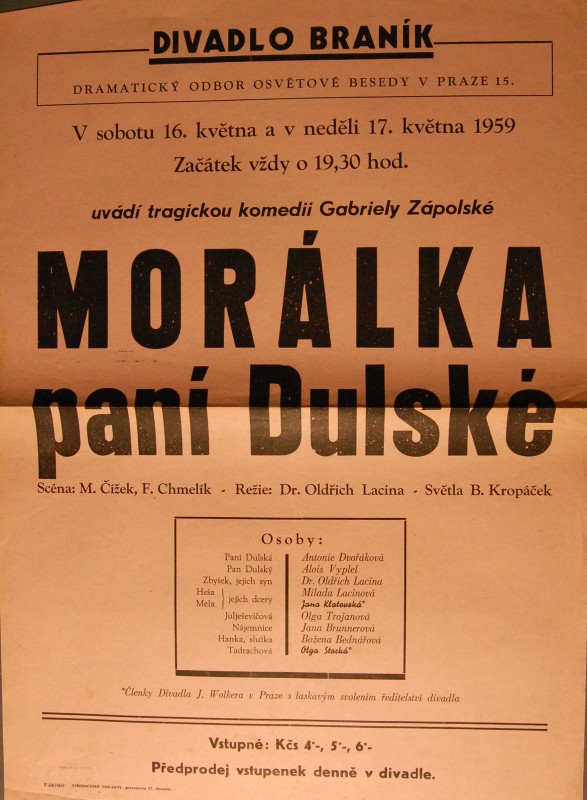 DIVADLO BRANÍK
DRAMATICKÝ ODBOR OSVĚTOVÉ BESEDY V PRAZE 15.
V sobotu 16. května a v neděli 17. května 1959
Začátek vždy o 19,30 hod.
uvádí tragickou komedii Gabriely Zápolské
MORÁLKA
paní Dulské
Scéna: M. Čížek, F. Chmelík - Režie: Dr. Oldřich Lacina - Světla B. Kropáček
Osoby:
Paní Dulská Antonie Dvořáková
Pan Dulský Alois Vyplel
Zbyšek, jejich syn Dr. Oldřich Lacina
Heša } jejich dcery Milada Lacinová
Mela } Jana Klatovská*
Julješevičová Olga Trojanová
Nájemnice Jana Brunnerová
Hanka, služka Božena Bednářová
Tadrachová Olga Stocká*
*Členky Divadla J. Wolkera v Praze s laskavým svolením ředitelství divadla
Vstupné: Kčs 4·-, 5·-, 6·-
Předprodej vstupenek denně v divadle.